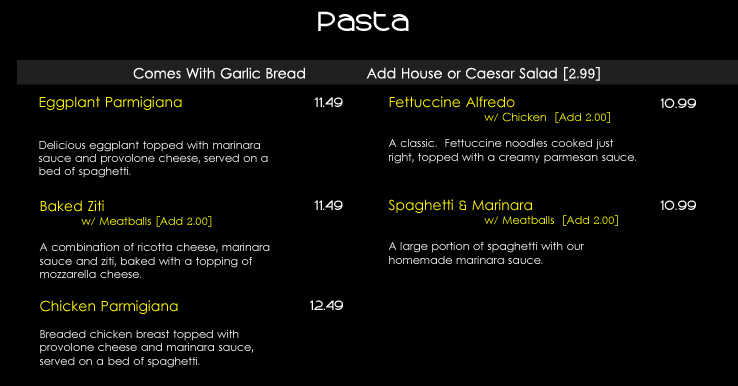 Pasta
Comes With Garlic Bread
Add House or Caesar Salad [2.99]
Eggplant Parmigiana 11.49
Delicious eggplant topped with marinara
sauce and provolone cheese, served on a
bed of spaghetti.
Baked Ziti 11.49
w/ Meatballs [Add 2.00]
A combination of ricotta cheese, marinara
sauce and ziti, baked with a topping of
mozzarella cheese.
Chicken Parmigiana 12.49
Breaded chicken breast topped with
provolone cheese and marinara sauce,
served on a bed of spaghetti.
Fettuccine Alfredo 10.99
w/ Chicken [Add 2.00]
A classic. Fettuccine noodles cooked just
right, topped with a creamy parmesan sauce.
Spaghetti & Marinara 10.99
w/ Meatballs [Add 2.00]
A large portion of spaghetti with our
homemade marinara sauce.